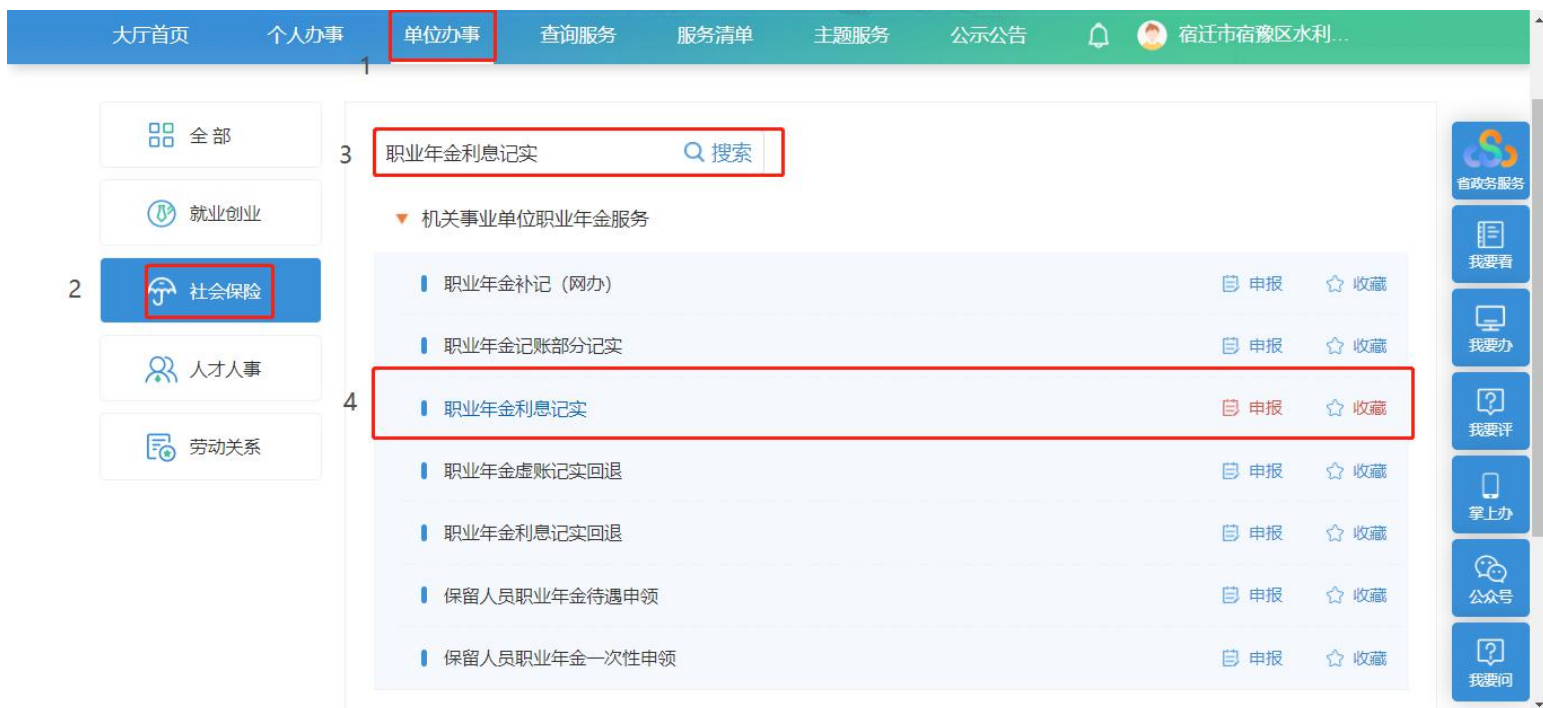 大厅首页 个人办事 单位办事 查询服务 服务清单 主题服务 公示公告 宿迁市宿豫区水利...
1
全部
就业创业
2 社会保险
人才人事
劳动关系
3 职业年金利息记实 搜索
机关事业单位职业年金服务
职业年金补记（网办） 申报 收藏
职业年金记账部分记实 申报 收藏
4 职业年金利息记实 申报 收藏
职业年金虚账记实回退 申报 收藏
职业年金利息记实回退 申报 收藏
保留人员职业年金待遇申领 申报 收藏
保留人员职业年金一次性申领 申报 收藏
省政务服务
我要看
我要办
我要评
掌上办
公众号
我要问